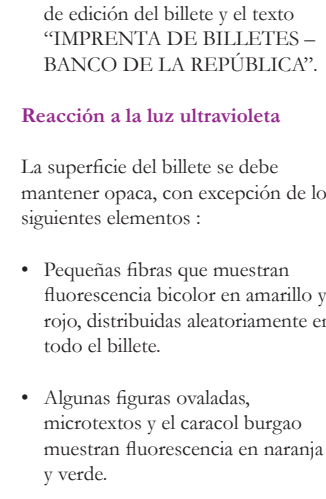 de edición del billete y el texto
“IMPRENTA DE BILLETES –
BANCO DE LA REPÚBLICA”.
Reacción a la luz ultravioleta
La superficie del billete se debe
mantener opaca, con excepción de lo
siguientes elementos :
• Pequeñas fibras que muestran
fluorescencia bicolor en amarillo y
rojo, distribuidas aleatoriamente en
todo el billete.
• Algunas figuras ovaladas,
microtextos y el caracol burgao
muestran fluorescencia en naranja
y verde.